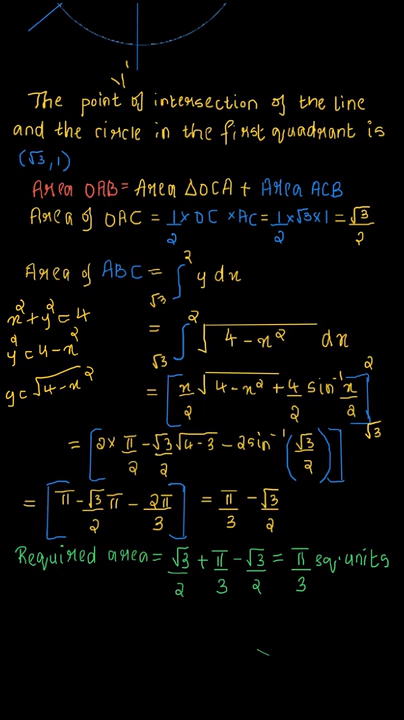 Y'
The point of intersection of the line
and the circle in the first quadrant is
(√3, 1)
Area OAB = Area ΔOCA + Area ACB
Area of OAC = 1/2 × OC × AC = 1/2 × √3 × 1 = √3/2
Area of ABC = ∫_√3^2 y dx
x² + y² = 4
= ∫_√3^2 √(4 - x²) dx
y² = 4 - x²
y = √(4 - x²)
= [x/2 √(4 - x²) + 4/2 sin⁻¹ x/2]_√3^2
= [2 × π/2 - √3/2 √(4 - 3) - 2 sin⁻¹ (√3/2)]
= [π - √3/2 π - 2π/3] = π/3 - √3/2
Required area = √3/2 + π/3 - √3/2 = π/3 sq. units